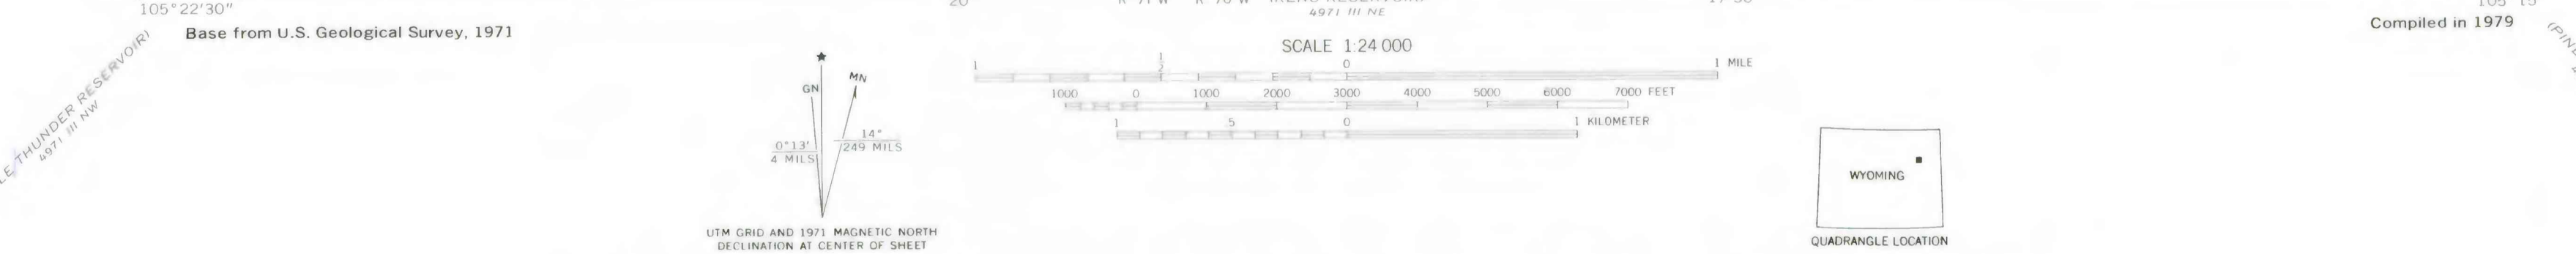 105°22'30"
20
4971 III NE
Base from U.S. Geological Survey, 1971
Compiled in 1979
THUNDER RESERVOIR)
4971 III NW
SCALE 1:24 000
1 1/2 0 1 MILE
1000 0 1000 2000 3000 4000 5000 6000 7000 FEET
1 .5 0 1 KILOMETER
GN
MN
0°13'
4 MILS
14°
249 MILS
UTM GRID AND 1971 MAGNETIC NORTH
DECLINATION AT CENTER OF SHEET
WYOMING
QUADRANGLE LOCATION